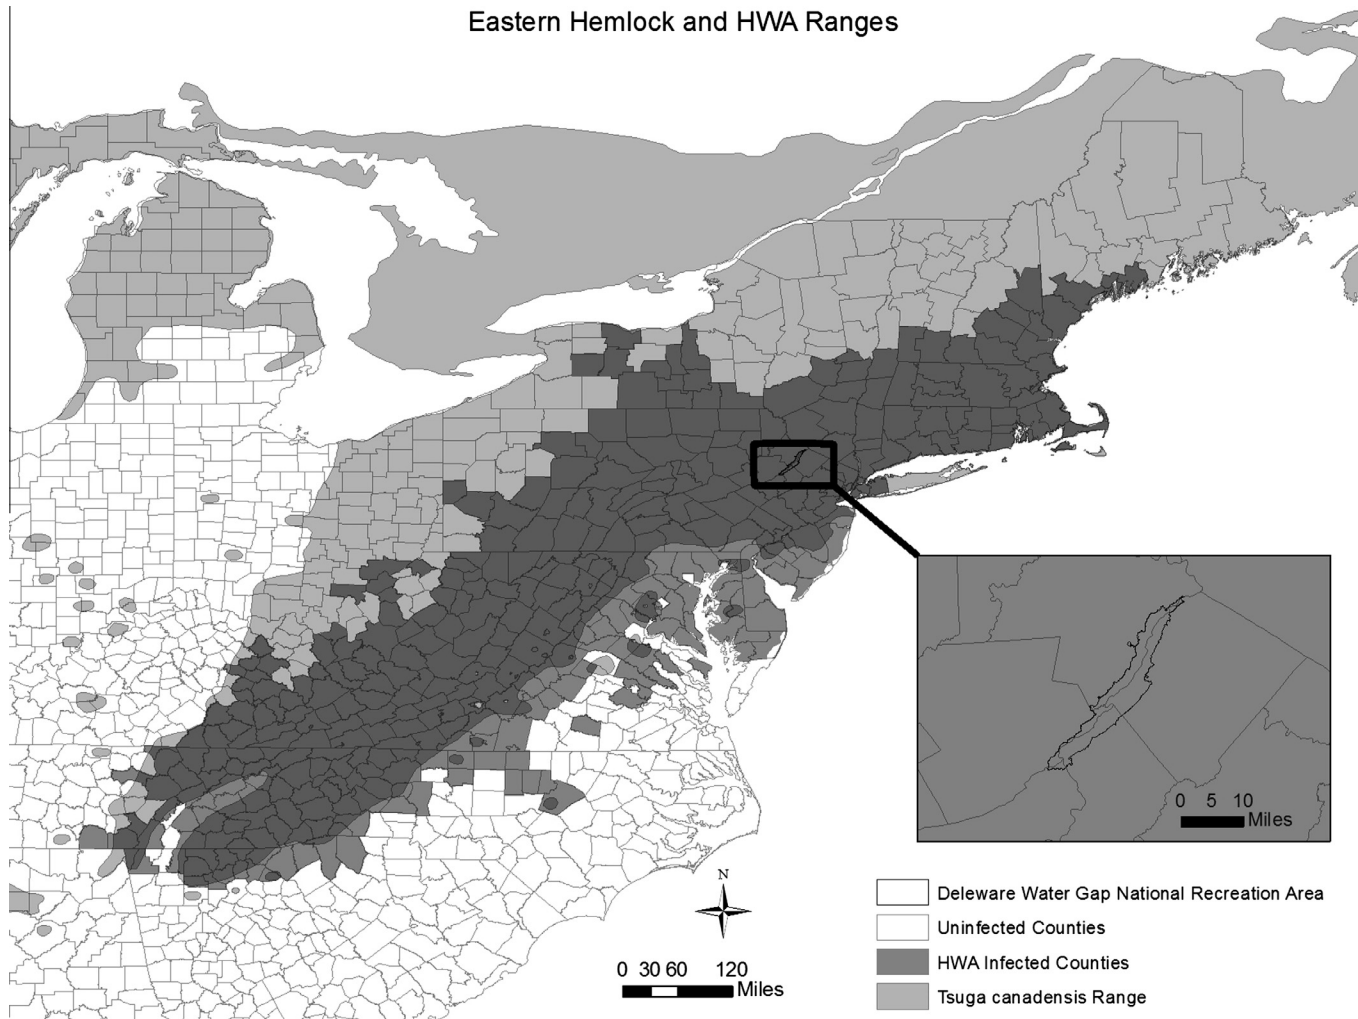 Eastern Hemlock and HWA Ranges
0 5 10
Miles
N
Deleware Water Gap National Recreation Area
Uninfected Counties
HWA Infected Counties
Tsuga canadensis Range
0 30 60 120
Miles